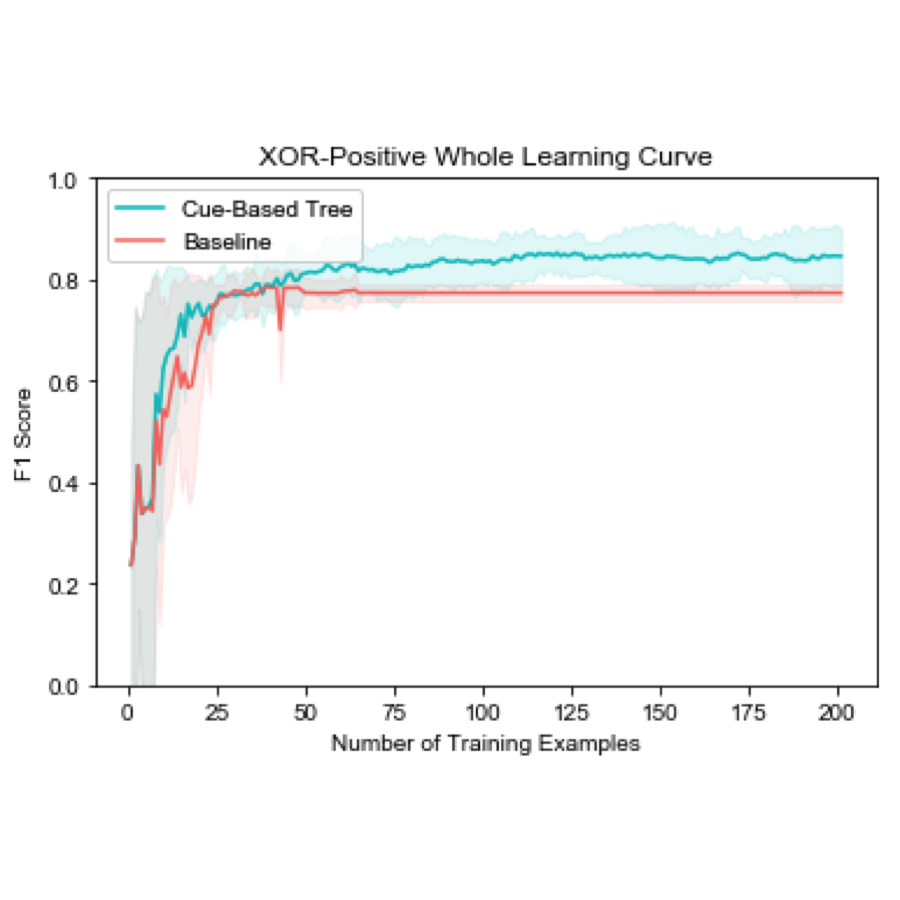 XOR-Positive Whole Learning Curve
1.0
Cue-Based Tree
Baseline
0.8
0.6
0.4
0.2
0.0
F1 Score
0 25 50 75 100 125 150 175 200
Number of Training Examples